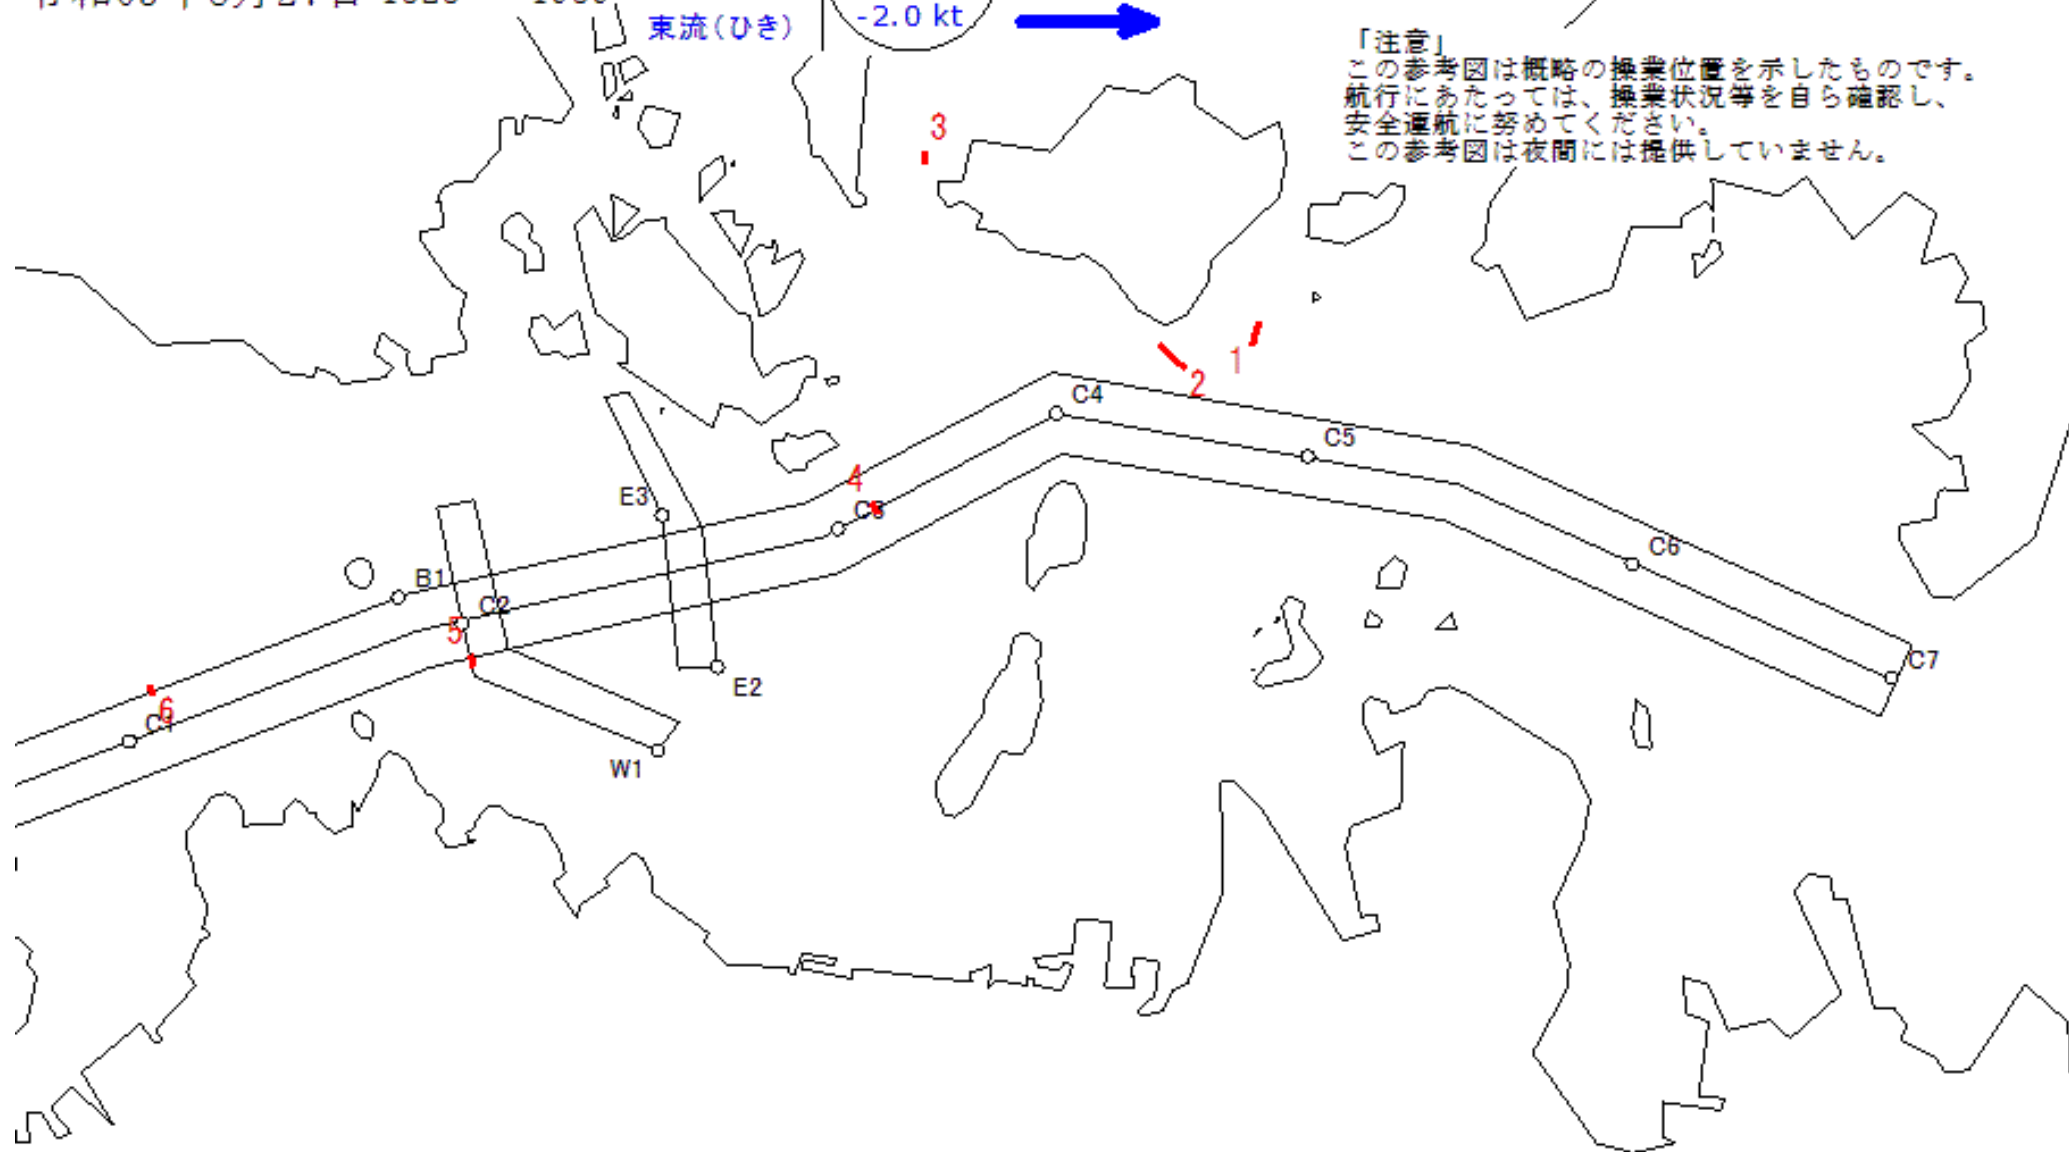 東流(ひき)
-2.0 kt
「注意」
この参考図は概略の操業位置を示したものです。
航行にあたっては、操業状況等を自ら確認し、
安全運航に努めてください。
この参考図は夜間には提供していません。
3
1
2
C4
C5
4
E3
C3
C6
B1
C2
5
C7
E2
6
C1
W1